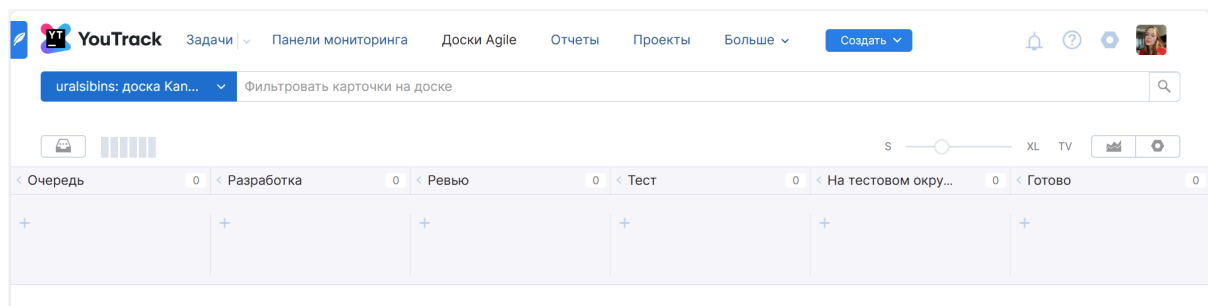 YT YouTrack Задачи Панели мониторинга Доски Agile Отчеты Проекты Больше Создать
uralsibins: доска Kan... Фильтровать карточки на доске
S XL TV
Очередь 0 Разработка 0 Ревью 0 Тест 0 На тестовом окру... 0 Готово 0
+ + + + + +